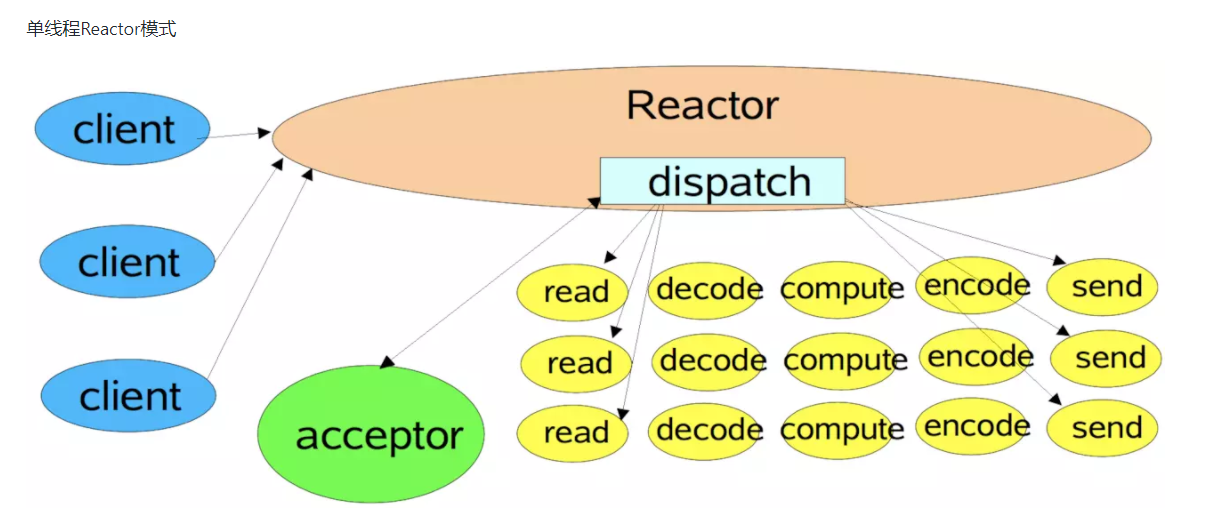 单线程Reactor模式
Reactor
client
dispatch
client
client
acceptor
read decode compute encode send
read decode compute encode send
read decode compute encode send